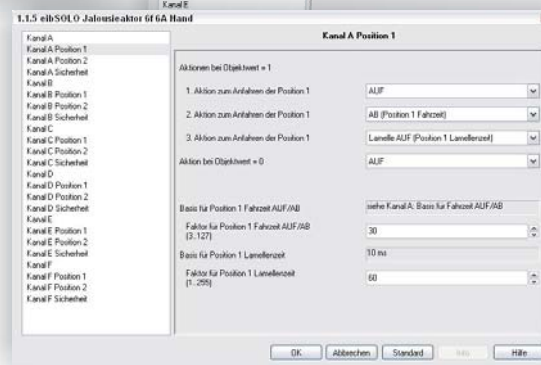 Kanal E
1.1.5 eibSOLO Jalousieaktor 6f 6A Hand
Kanal A
Kanal A Position 1
Kanal A Position 2
Kanal A Sicherheit
Kanal B
Kanal B Position 1
Kanal B Position 2
Kanal B Sicherheit
Kanal C
Kanal C Position 1
Kanal C Position 2
Kanal C Sicherheit
Kanal D
Kanal D Position 1
Kanal D Position 2
Kanal D Sicherheit
Kanal E
Kanal E Position 1
Kanal E Position 2
Kanal E Sicherheit
Kanal F
Kanal F Position 1
Kanal F Position 2
Kanal F Sicherheit
Kanal A Position 1
Aktionen bei Objektwert = 1
1. Aktion zum Anfahren der Position 1 AUF
2. Aktion zum Anfahren der Position 1 AB (Position 1 Fahrzeit)
3. Aktion zum Anfahren der Position 1 Lamelle AUF (Position 1 Lamellenzeit)
Aktion bei Objektwert = 0 AUF
Basis für Position 1 Fahrzeit AUF/AB siehe Kanal A: Basis für Fahrzeit AUF/AB
Faktor für Position 1 Fahrzeit AUF/AB 30
(3..127)
Basis für Position 1 Lamellenzeit 10 ms
Faktor für Position 1 Lamellenzeit 60
(1..255)
OK Abbrechen Standard Info Hilfe